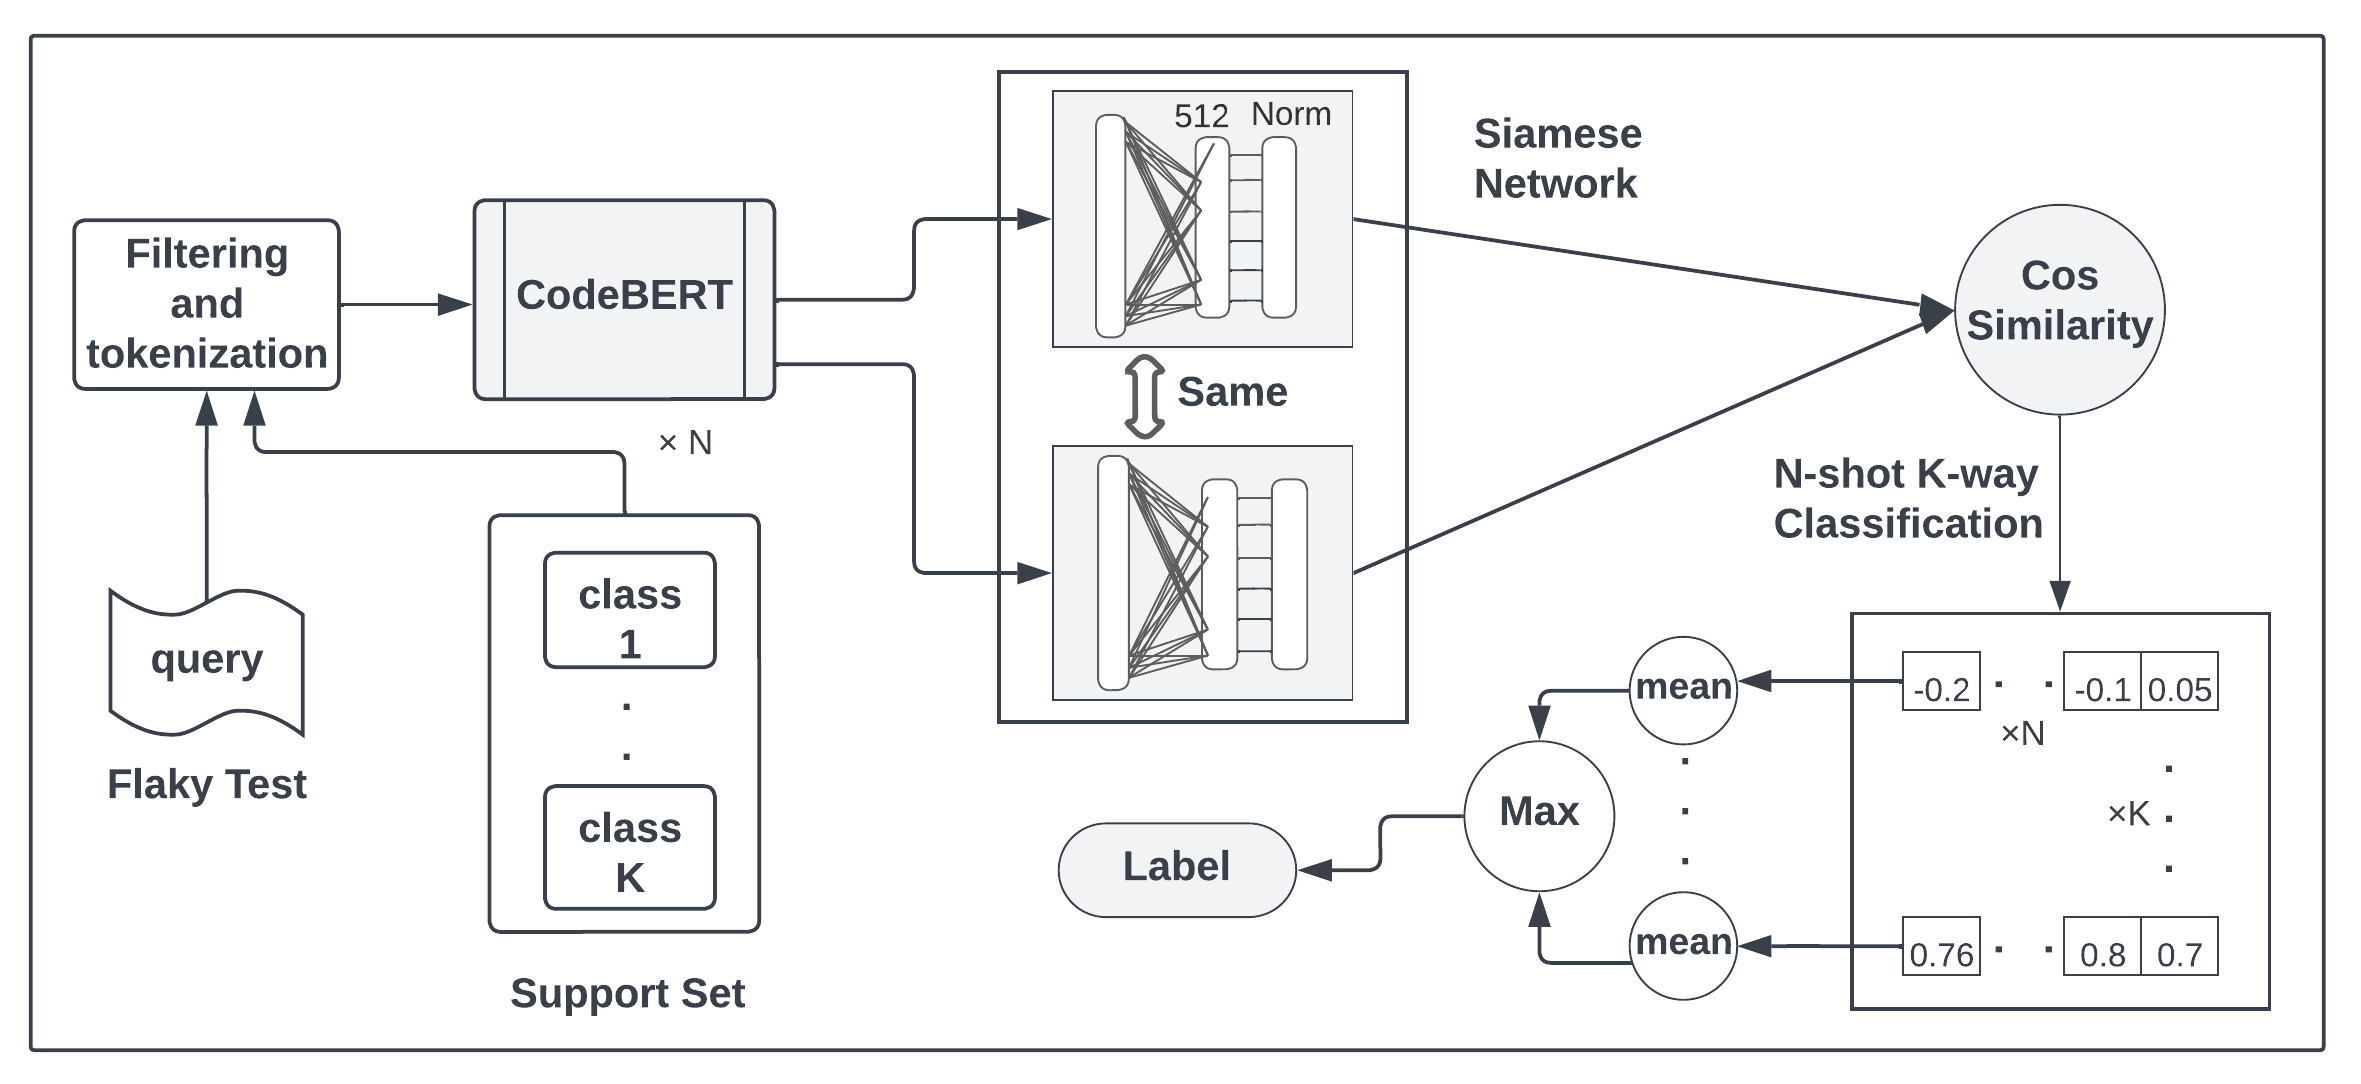 Filtering
and
tokenization
CodeBERT
× N
query
Flaky Test
class
1
class
K
Support Set
512 Norm
Same
Siamese
Network
Cos
Similarity
N-shot K-way
Classification
-0.2 -0.1 0.05
×N
×K
0.76 0.8 0.7
mean
mean
Max
Label